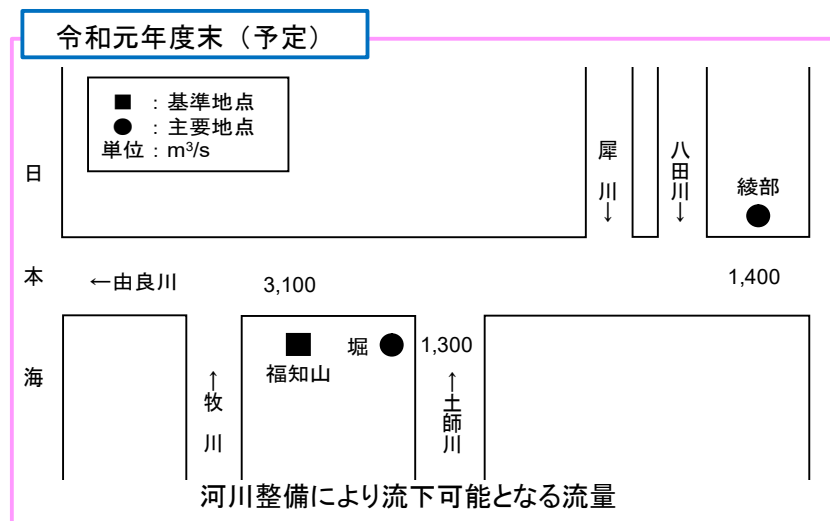 令和元年度末（予定）
■ ： 基準地点
● ： 主要地点
単位 ： m³/s
日本海
犀川↓
八田川↓
綾部
←由良川
3,100
1,400
福知山
堀
1,300
↑牧川
↑土師川
河川整備により流下可能となる流量